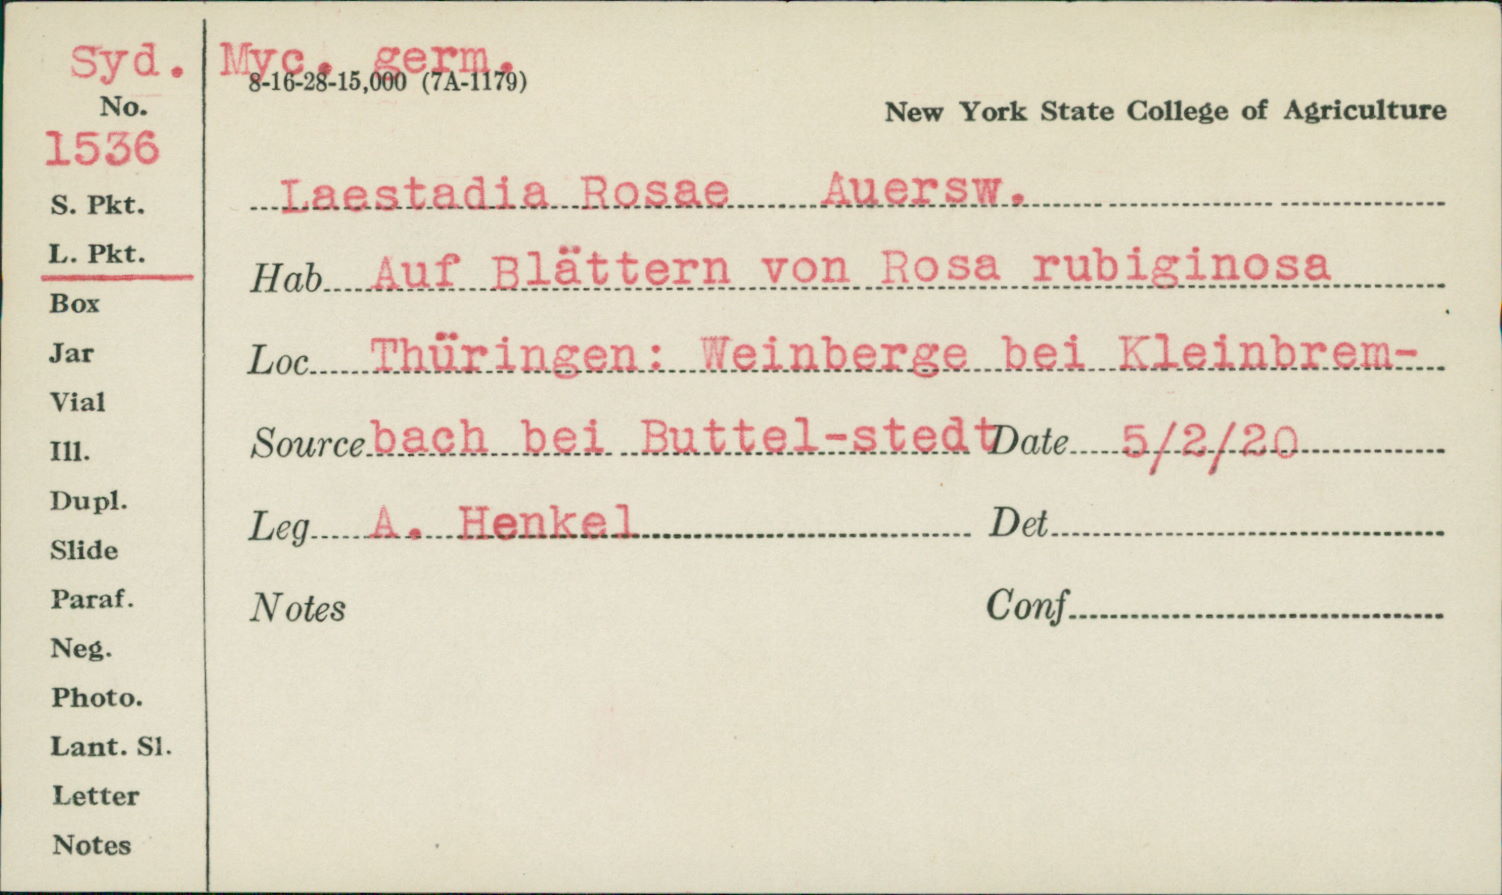 Syd. Myc. germ.
8-16-28-15,000 (7A-1179)
No.
New York State College of Agriculture
1536
Laestadia Rosae Auersw.
S. Pkt.
L. Pkt.
Hab Auf Blättern von Rosa rubiginosa
Box
Jar
Loc Thüringen: Weinberge bei Kleinbrem-
Vial
Source bach bei Buttel-stedt Date 5/2/20
Ill.
Dupl.
Leg A. Henkel Det
Slide
Paraf.
Notes Conf
Neg.
Photo.
Lant. Sl.
Letter
Notes